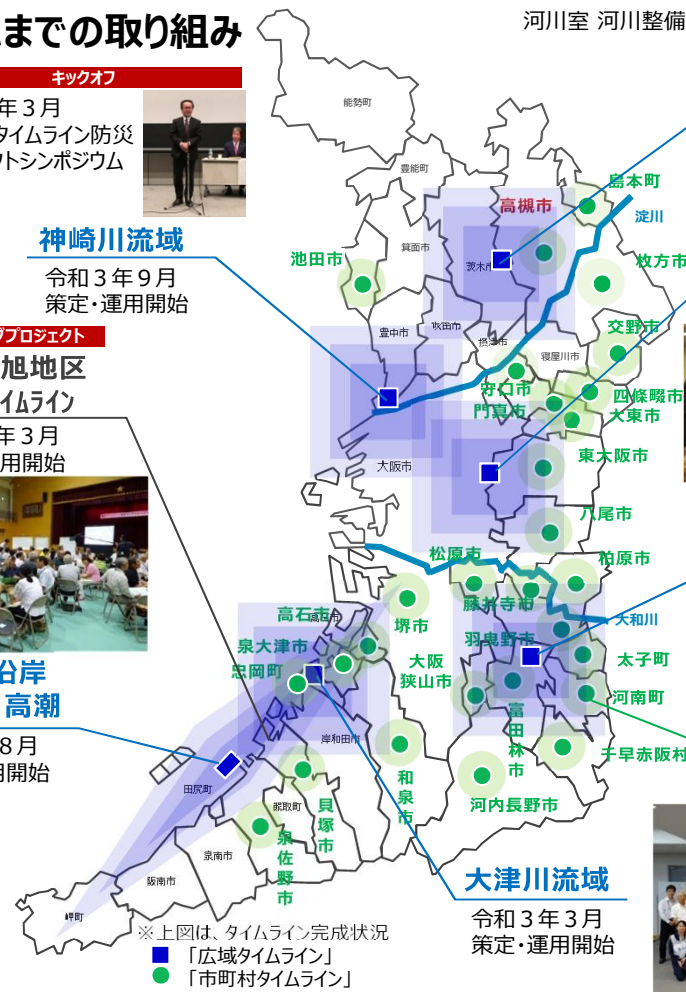 までの取り組み
河川室 河川整備
キックオフ
年３月
タイムライン防災
クトシンポジウム
能勢町
豊能町
島本町
高槻市
淀川
神崎川流域
令和３年９月
策定・運用開始
池田市
箕面市
茨木市
枚方市
豊中市
吹田市
摂津市
交野市
寝屋川市
プロジェクト
旭地区
イムライン
年３月
用開始
守口市
門真市
四條畷市
大東市
大阪市
東大阪市
八尾市
松原市
柏原市
藤井寺市
大和川
高石市
高石市
堺市
羽曳野市
泉大津市
忠岡町
大阪
狭山市
太子町
河南町
沿岸
高潮
８月
用開始
岸和田市
富田林市
千早赤阪村
和泉市
河内長野市
田尻町
熊取町
貝塚市
泉佐野市
泉南市
阪南市
岬町
大津川流域
令和３年３月
策定・運用開始
※上図は、タイムライン完成状況
「広域タイムライン」
「市町村タイムライン」